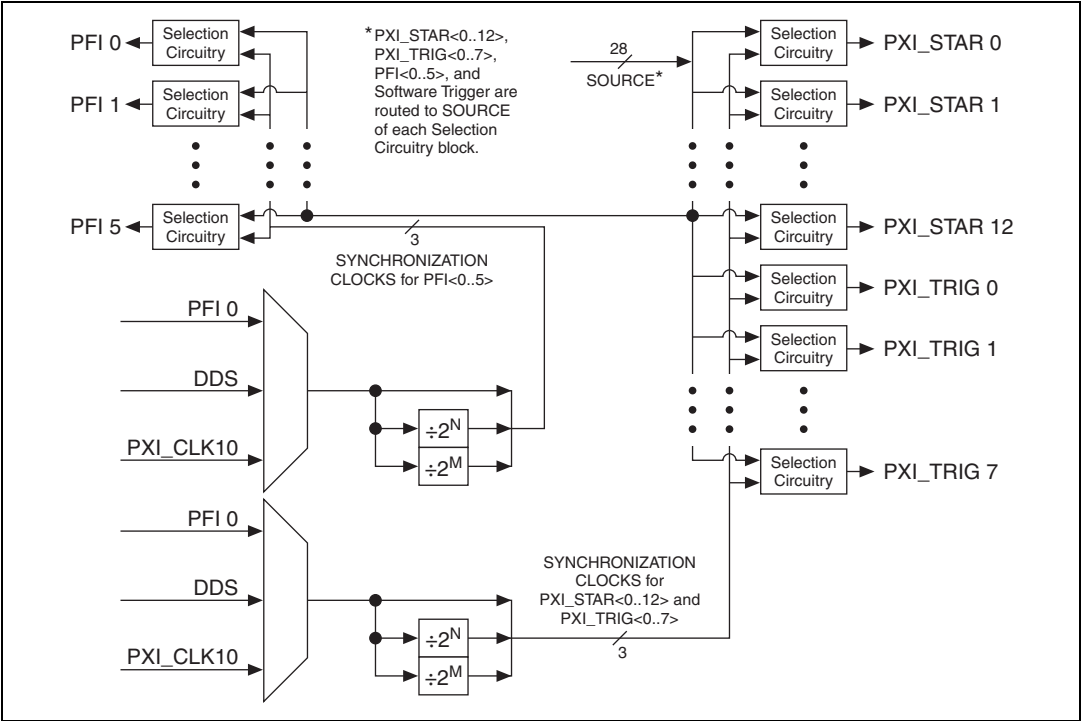 PFI 0
Selection
Circuitry
PFI 1
Selection
Circuitry
PFI 5
Selection
Circuitry
*PXI_STAR<0..12>,
PXI_TRIG<0..7>,
PFI<0..5>, and
Software Trigger are
routed to SOURCE
of each Selection
Circuitry block.
28
SOURCE*
Selection
Circuitry
PXI_STAR 0
Selection
Circuitry
PXI_STAR 1
Selection
Circuitry
PXI_STAR 12
Selection
Circuitry
PXI_TRIG 0
Selection
Circuitry
PXI_TRIG 1
Selection
Circuitry
PXI_TRIG 7
3
SYNCHRONIZATION
CLOCKS for PFI<0..5>
PFI 0
DDS
PXI_CLK10
÷2^N
÷2^M
PFI 0
DDS
PXI_CLK10
÷2^N
÷2^M
SYNCHRONIZATION
CLOCKS for
PXI_STAR<0..12> and
PXI_TRIG<0..7>
3